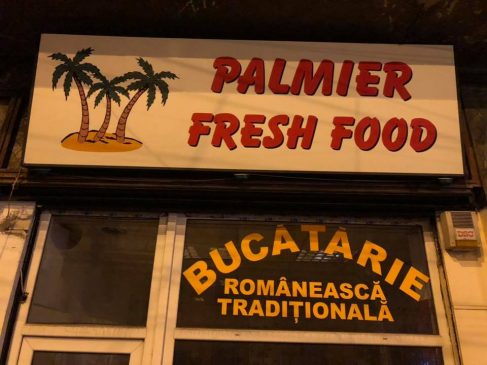 PALMIER
FRESH FOOD
BUCĂTĂRIE
ROMÂNEASCĂ
TRADIȚIONALĂ